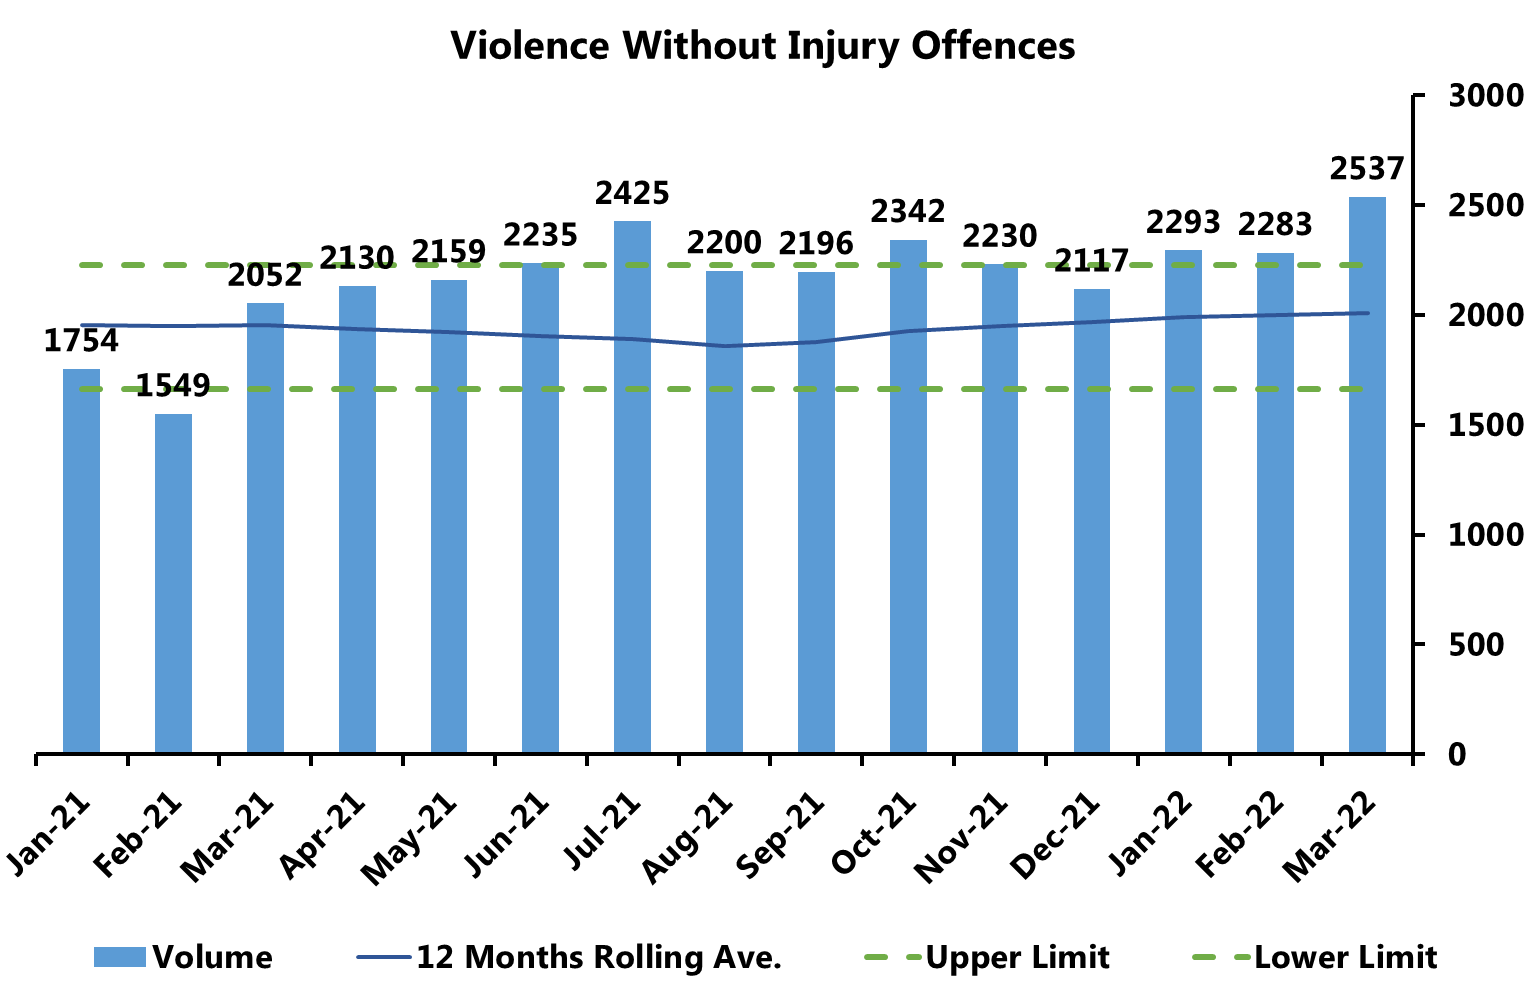 Violence Without Injury Offences
3000
2500
2000
1500
1000
500
0
1754
1549
2052
2130
2159
2235
2425
2200
2196
2342
2230
2117
2293
2283
2537
Jan-21
Feb-21
Mar-21
Apr-21
May-21
Jun-21
Jul-21
Aug-21
Sep-21
Oct-21
Nov-21
Dec-21
Jan-22
Feb-22
Mar-22
Volume
12 Months Rolling Ave.
Upper Limit
Lower Limit